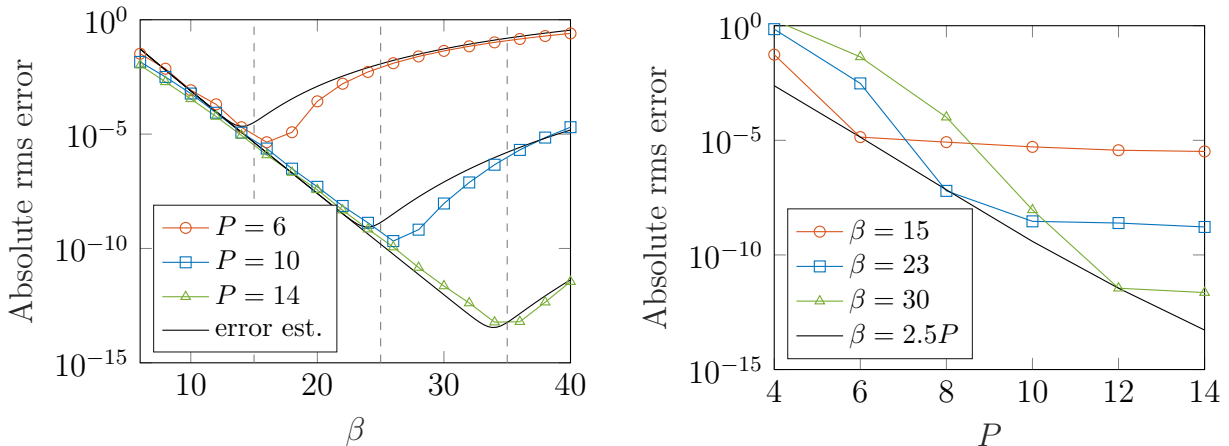 Absolute rms error
10^0
10^-5
10^-10
10^-15
P = 6
P = 10
P = 14
error est.
10
20
30
40
β
Absolute rms error
10^0
10^-5
10^-10
10^-15
β = 15
β = 23
β = 30
β = 2.5P
4
6
8
10
12
14
P